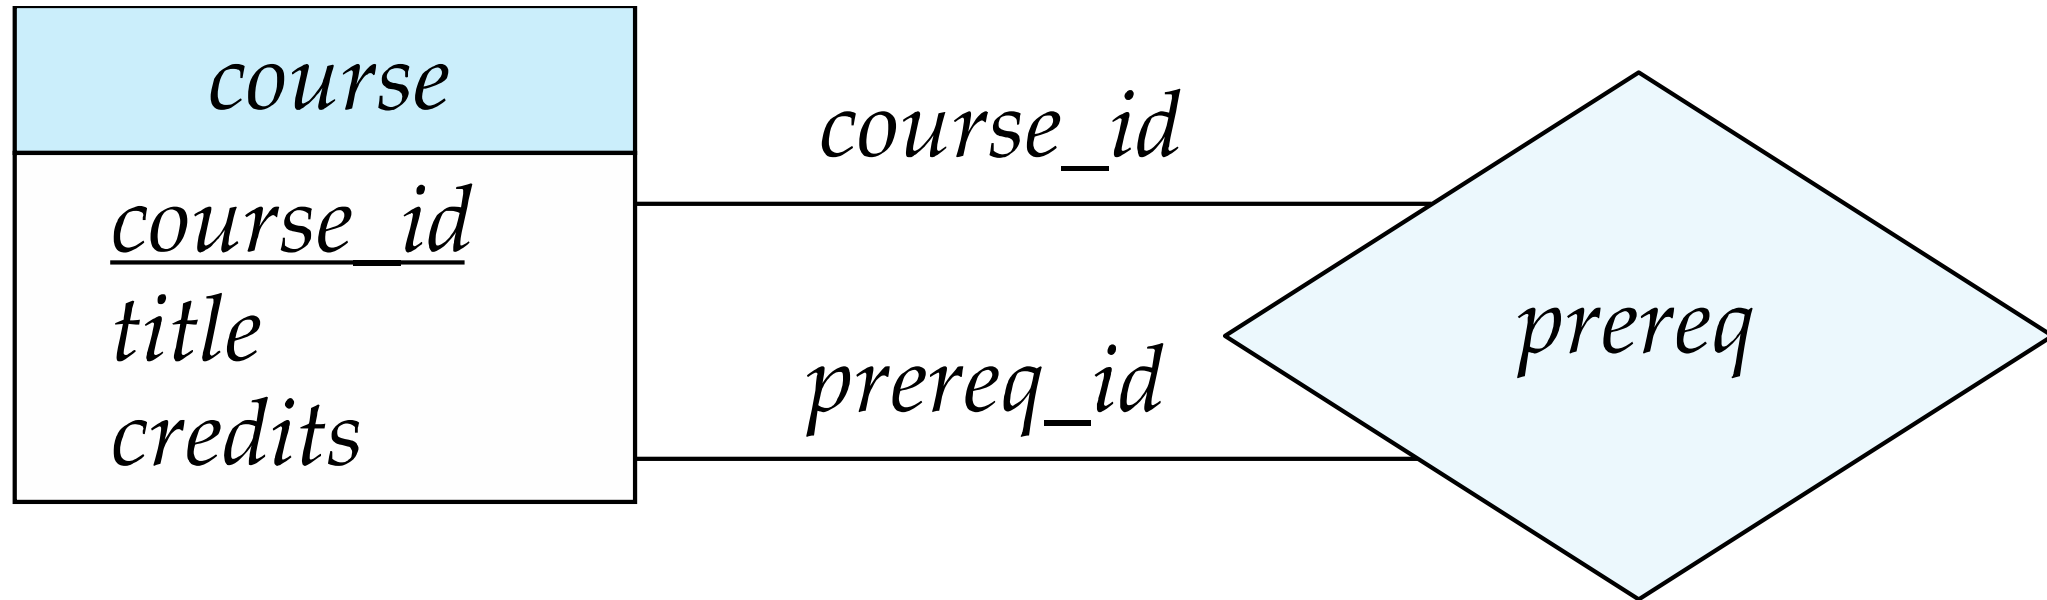 course
course_id
title
credits
course_id
prereq_id
prereq